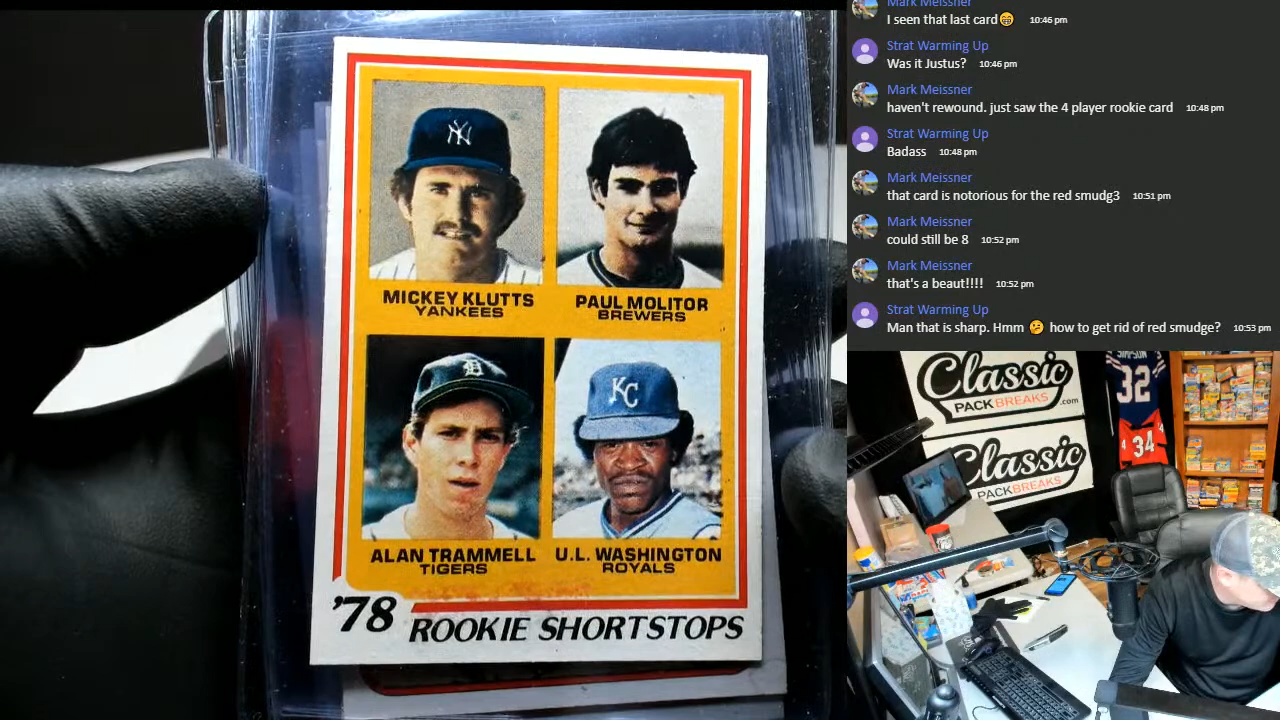 Mark Meissner
I seen that last card😁 10:46 pm
Strat Warming Up
Was it Justus? 10:46 pm
Mark Meissner
haven't rewound. just saw the 4 player rookie card 10:48 pm
Strat Warming Up
Badass 10:48 pm
Mark Meissner
that card is notorious for the red smudg3 10:51 pm
Mark Meissner
could still be 8 10:52 pm
Mark Meissner
that's a beaut!!!! 10:52 pm
Strat Warming Up
Man that is sharp. Hmm 🤔 how to get rid of red smudge? 10:53 pm
NY
MICKEY KLUTTS
YANKEES
PAUL MOLITOR
BREWERS
D
KC
ALAN TRAMMELL
TIGERS
U.L. WASHINGTON
ROYALS
'78 ROOKIE SHORTSTOPS
Classic
PACKBREAKS.com
Classic
PACKBREAKS
SIMPSON
32
34